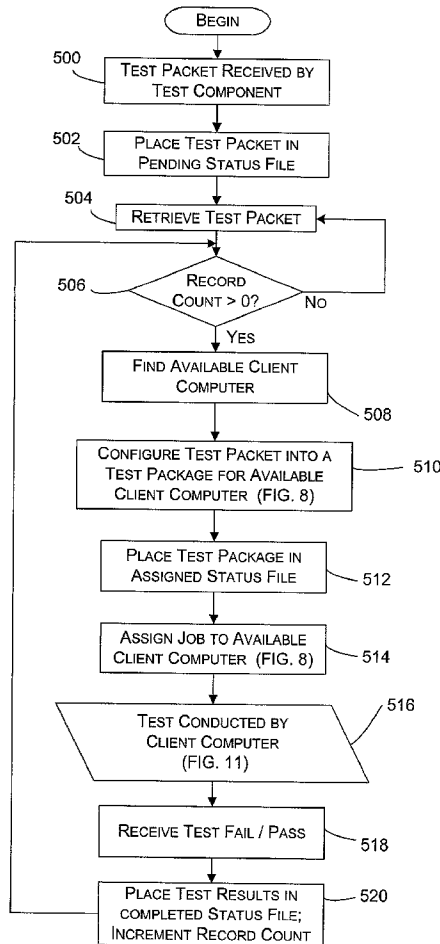 BEGIN
500
TEST PACKET RECEIVED BY
TEST COMPONENT
502
PLACE TEST PACKET IN
PENDING STATUS FILE
504
RETRIEVE TEST PACKET
506
RECORD
COUNT > 0?
NO
YES
FIND AVAILABLE CLIENT
COMPUTER
508
CONFIGURE TEST PACKET INTO A
TEST PACKAGE FOR AVAILABLE
CLIENT COMPUTER (FIG. 8)
510
PLACE TEST PACKAGE IN
ASSIGNED STATUS FILE
512
ASSIGN JOB TO AVAILABLE
CLIENT COMPUTER (FIG. 8)
514
TEST CONDUCTED BY
CLIENT COMPUTER
(FIG. 11)
516
RECEIVE TEST FAIL / PASS
518
PLACE TEST RESULTS IN
COMPLETED STATUS FILE;
INCREMENT RECORD COUNT
520